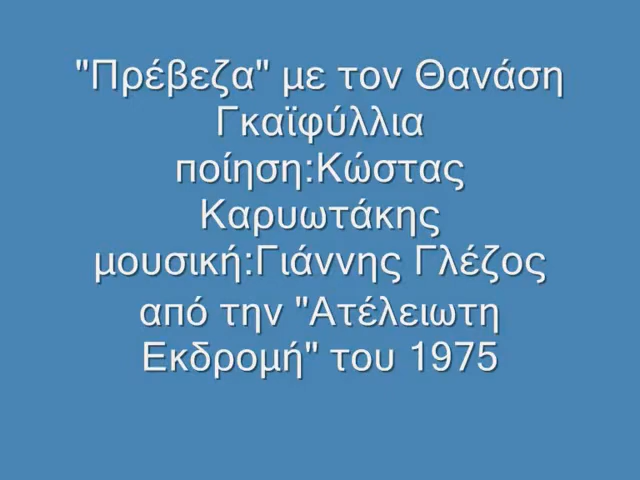 "Πρέβεζα" με τον Θανάση
Γκαϊφύλλια
ποίηση:Κώστας
Καρυωτάκης
μουσική:Γιάννης Γλέζος
από την "Ατέλειωτη
Εκδρομή" του 1975